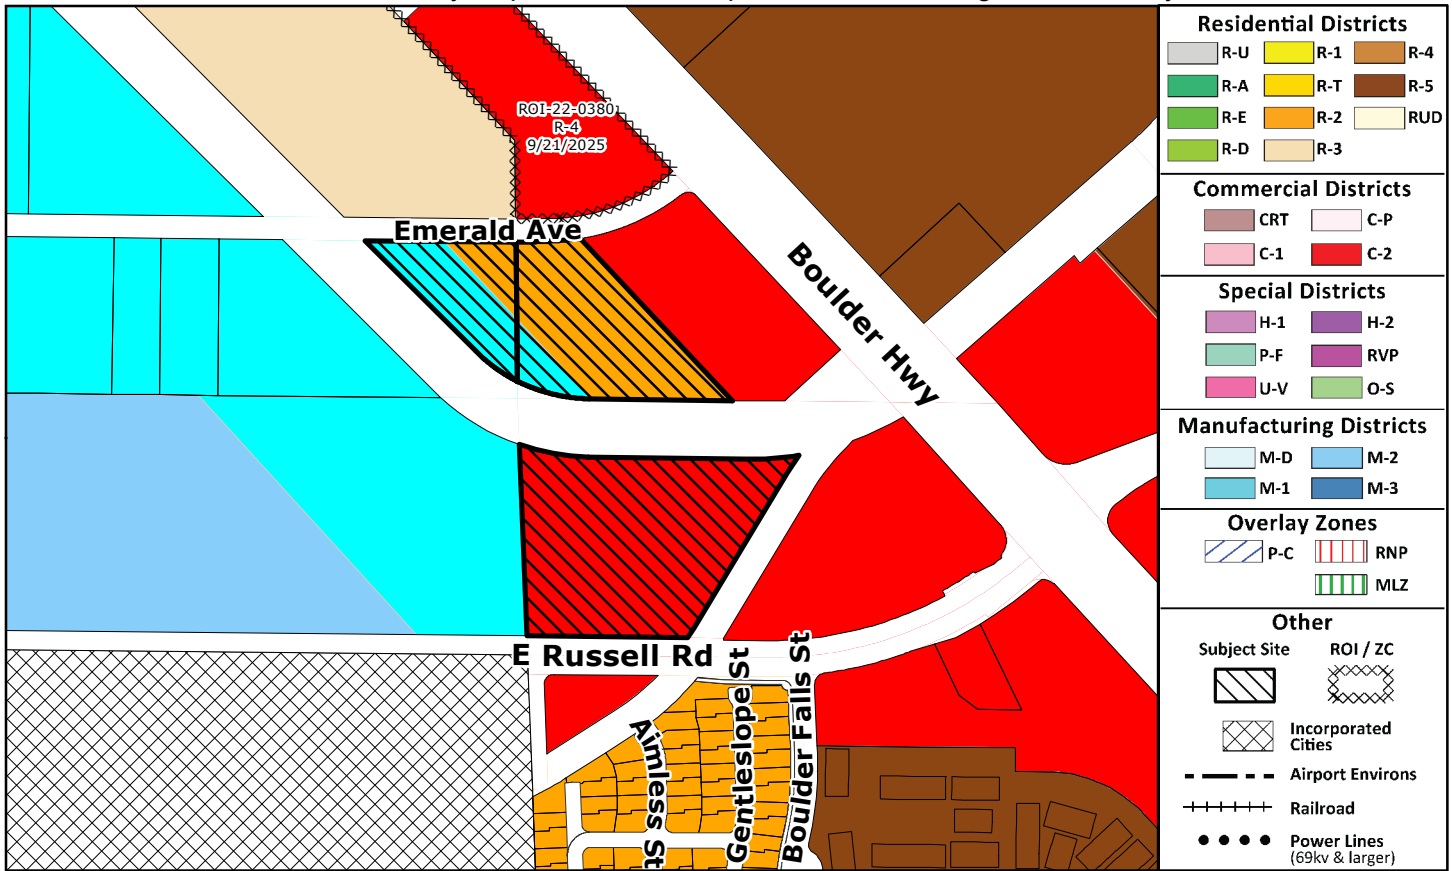 ROI-22-0380
R-4
9/21/2025
Emerald Ave
Boulder Hwy
E Russell Rd
Aimless St
Gentleslope St
Boulder Falls St
Residential Districts
R-U
R-1
R-4
R-A
R-T
R-5
R-E
R-2
RUD
R-D
R-3
Commercial Districts
CRT
C-P
C-1
C-2
Special Districts
H-1
H-2
P-F
RVP
U-V
O-S
Manufacturing Districts
M-D
M-2
M-1
M-3
Overlay Zones
P-C
RNP
MLZ
Other
Subject Site
ROI / ZC
Incorporated
Cities
Airport Environs
Railroad
Power Lines
(69kv & larger)